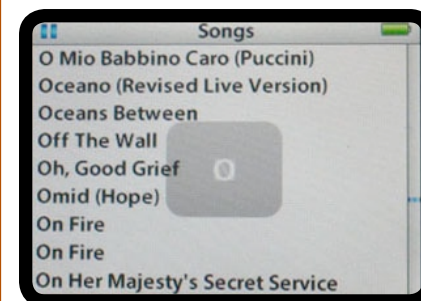 Songs
O Mio Babbino Caro (Puccini)
Oceano (Revised Live Version)
Oceans Between
Off The Wall
Oh, Good Grief
O
Omid (Hope)
On Fire
On Fire
On Her Majesty's Secret Service